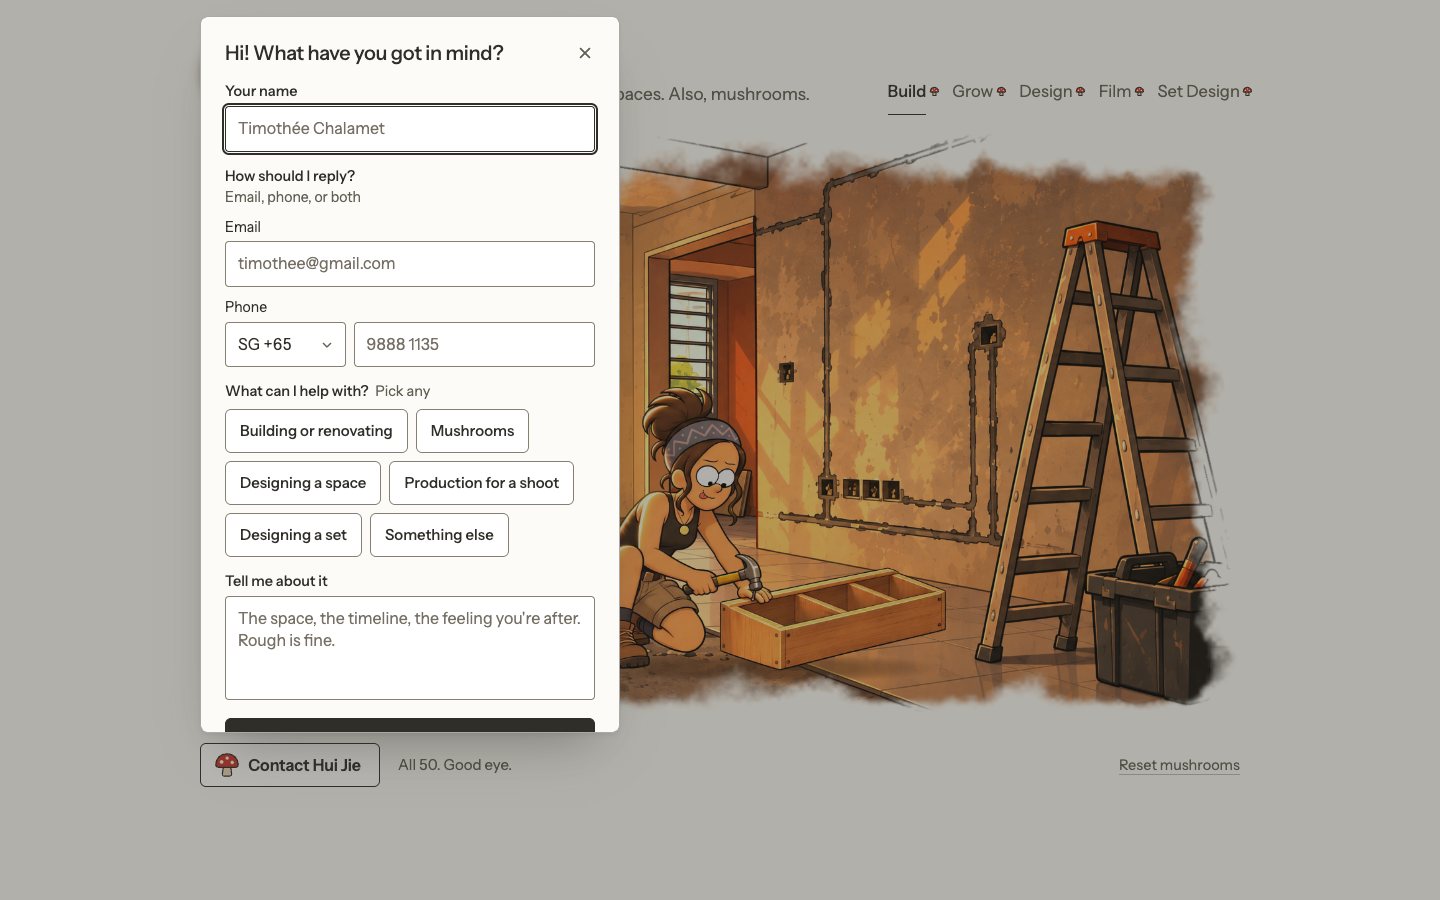 Hi! What have you got in mind?
Your name
Timothée Chalamet
How should I reply?
Email, phone, or both
Email
timothee@gmail.com
Phone
SG +65
9888 1135
What can I help with? Pick any
Building or renovating
Mushrooms
Designing a space
Production for a shoot
Designing a set
Something else
Tell me about it
The space, the timeline, the feeling you're after.
Rough is fine.
Also, mushrooms.
Build
Grow
Design
Film
Set Design
Contact Hui Jie
All 50. Good eye.
Reset mushrooms